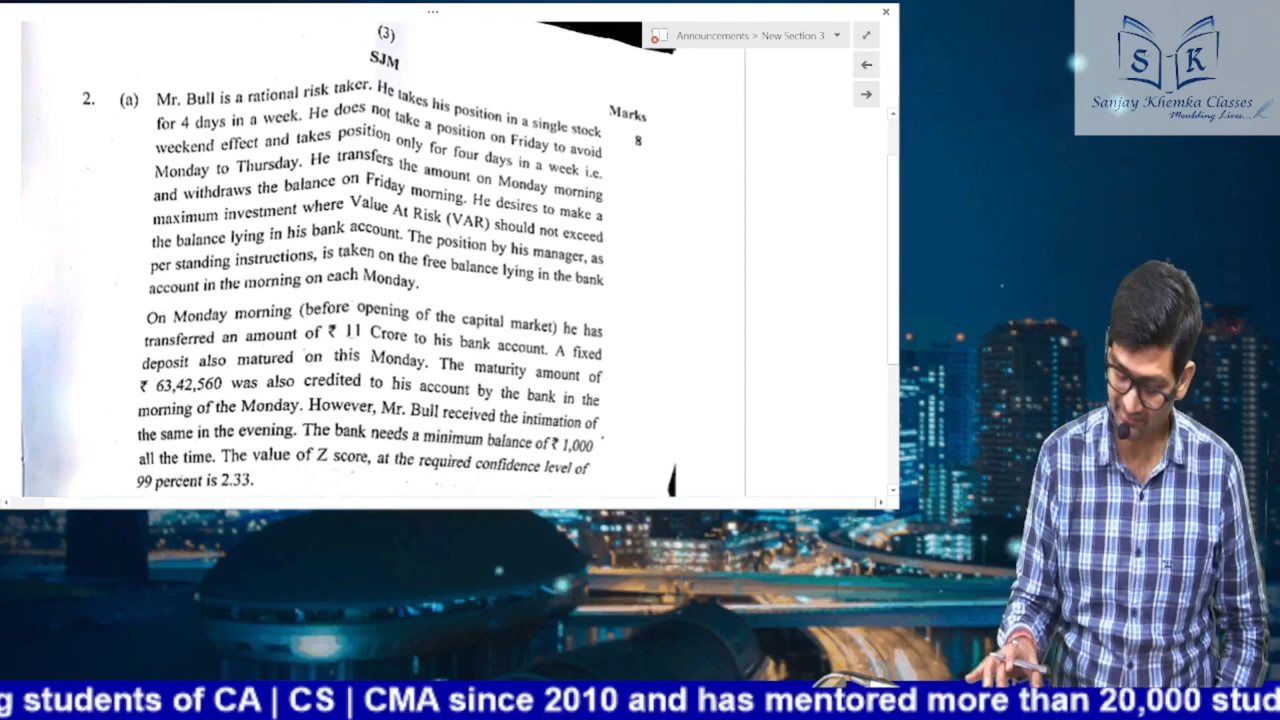 (3)
SJM
Announcements > New Section 3
Marks
8
2. (a) Mr. Bull is a rational risk taker. He takes his position in a single stock
for 4 days in a week. He does not take a position on Friday to avoid
weekend effect and takes position only for four days in a week i.e.
Monday to Thursday. He transfers the amount on Monday morning
and withdraws the balance on Friday morning. He desires to make a
maximum investment where Value At Risk (VAR) should not exceed
the balance lying in his bank account. The position by his manager, as
per standing instructions, is taken on the free balance lying in the bank
account in the morning on each Monday.
On Monday morning (before opening of the capital market) he has
transferred an amount of ₹ 11 Crore to his bank account. A fixed
deposit also matured on this Monday. The maturity amount of
₹ 63,42,560 was also credited to his account by the bank in the
morning of the Monday. However, Mr. Bull received the intimation of
the same in the evening. The bank needs a minimum balance of ₹ 1,000
all the time. The value of Z score, at the required confidence level of
99 percent is 2.33.
S K
Sanjay Khemka Classes
Moulding Lives...
g students of CA | CS | CMA since 2010 and has mentored more than 20,000 stud